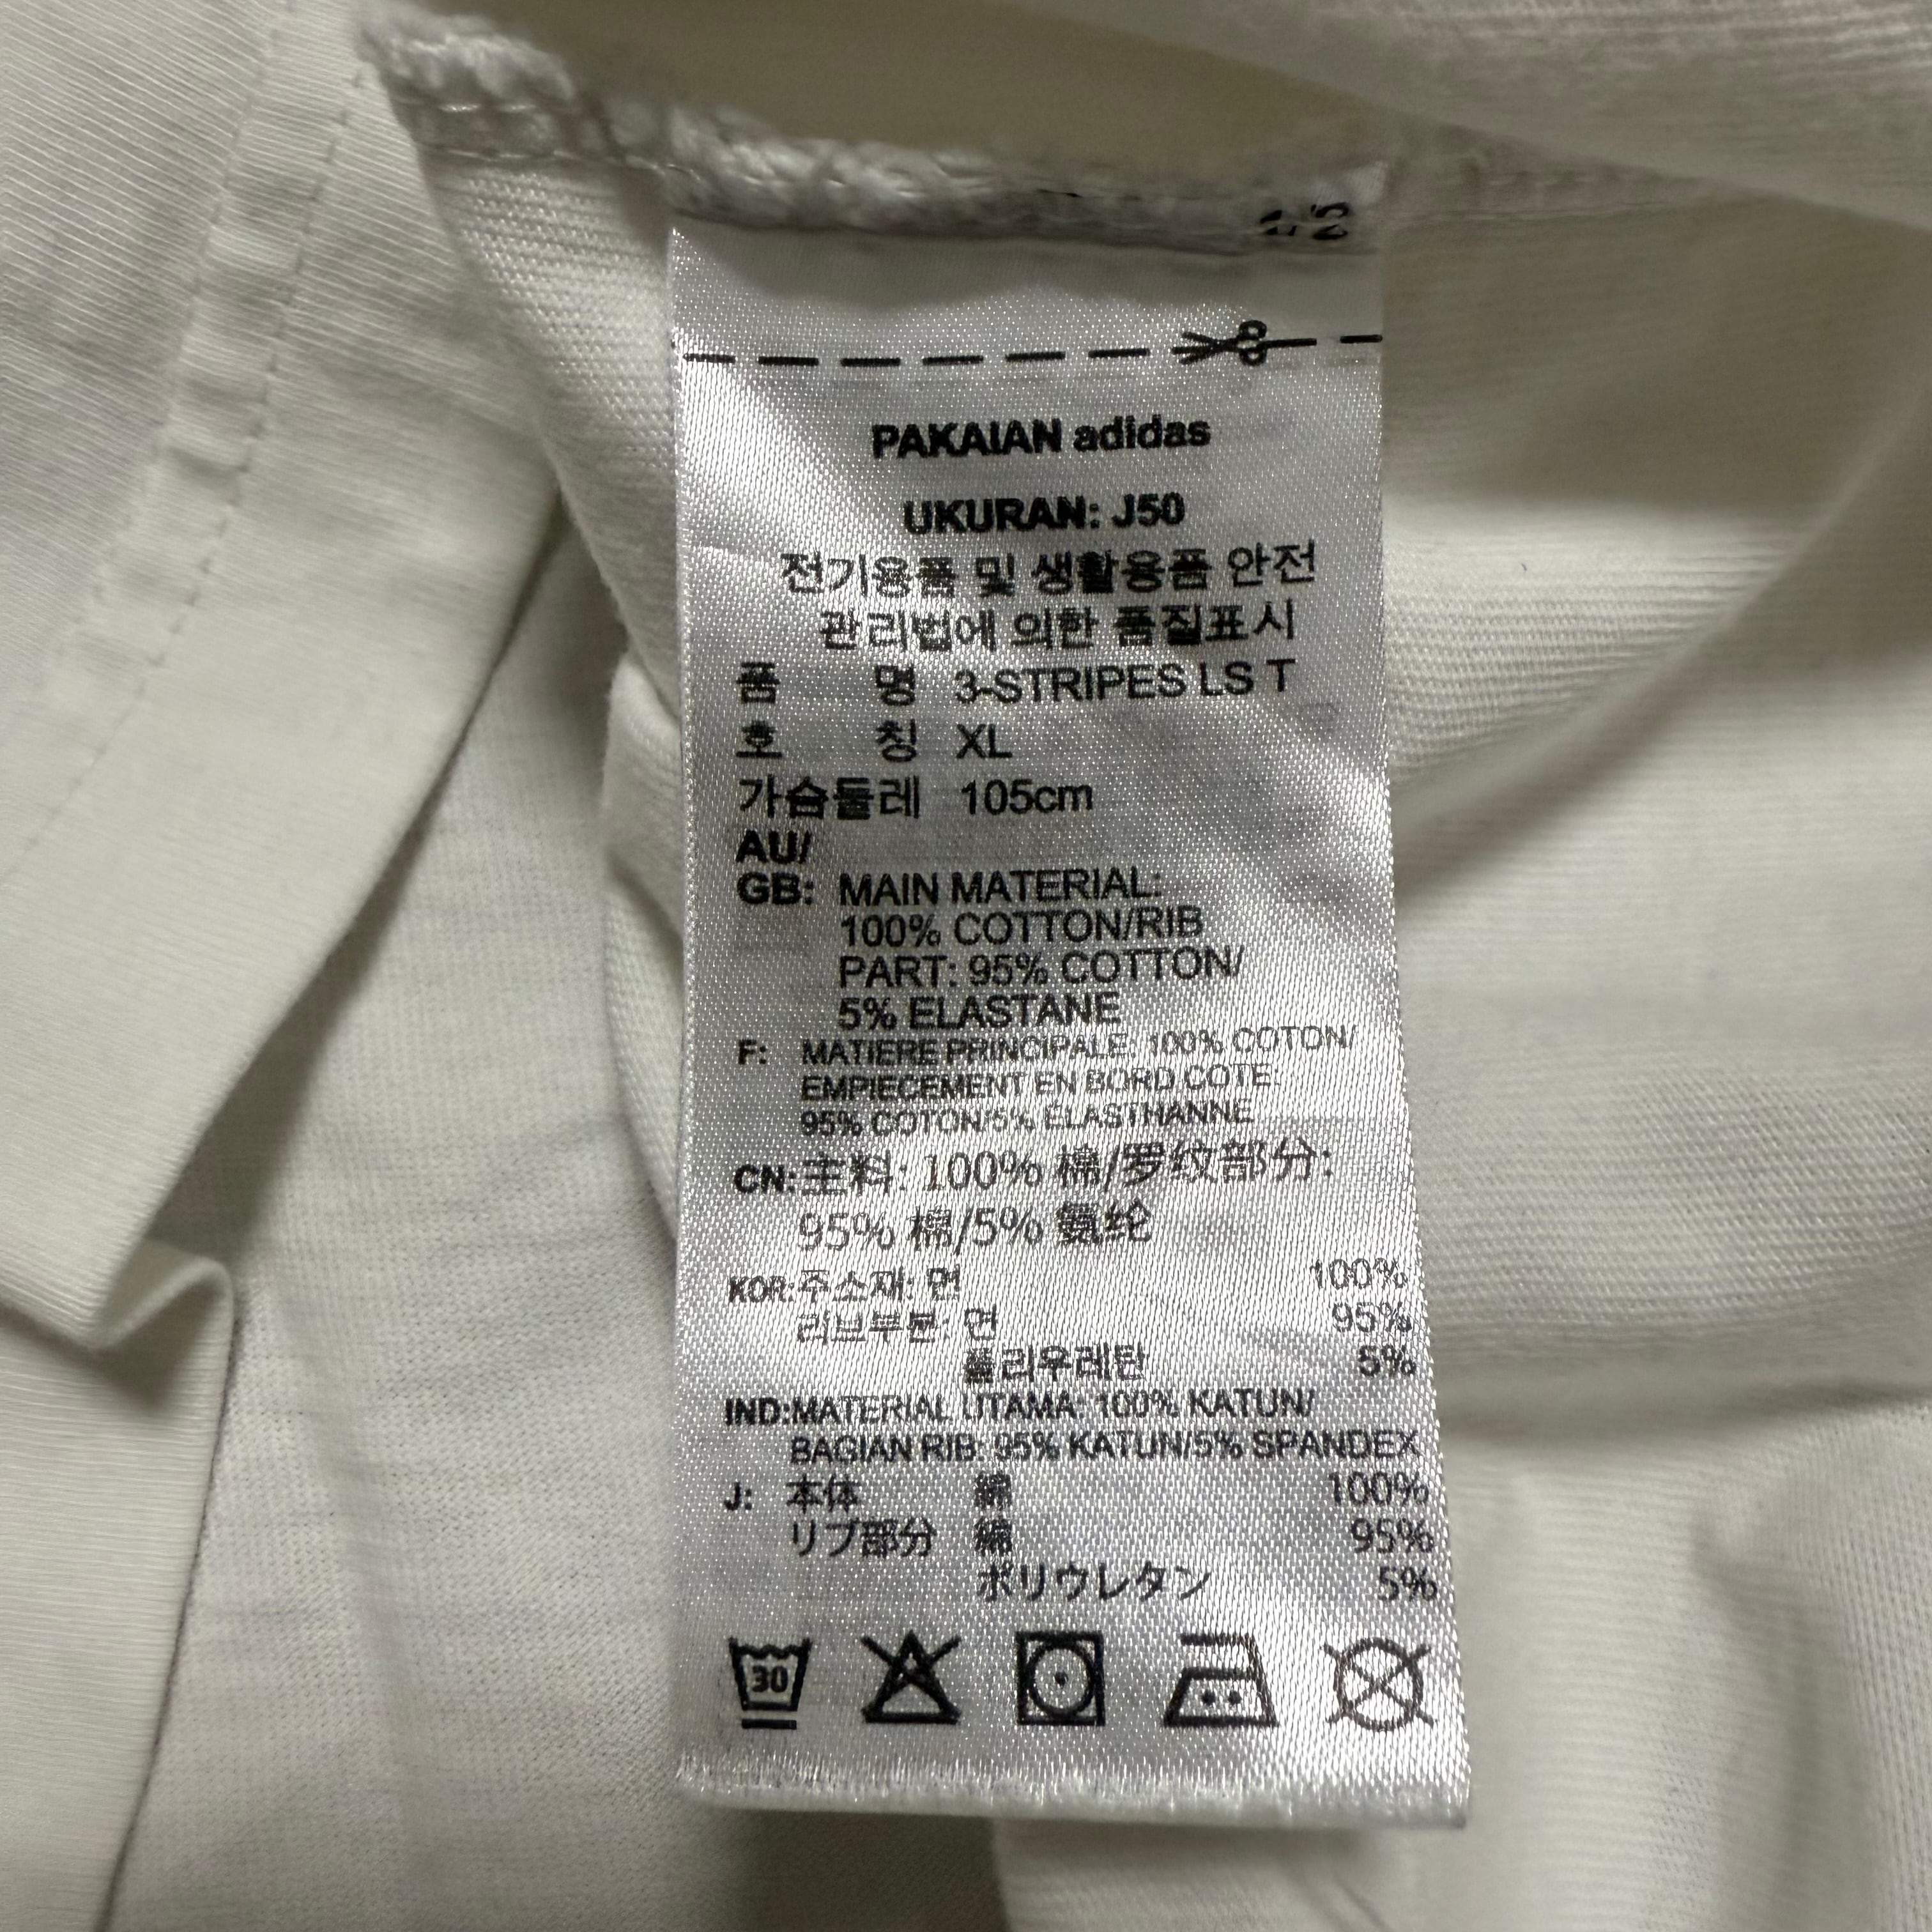 1/2
PAKAIAN adidas
UKURAN: J50
전기용품 및 생활용품 안전
관리법에 의한 품질표시
품 명 3-STRIPES LS T
호 칭 XL
가슴둘레 105cm
AU/
GB: MAIN MATERIAL:
100% COTTON/RIB
PART: 95% COTTON/
5% ELASTANE
F: MATIERE PRINCIPALE: 100% COTON/
EMPIECEMENT EN BORD COTE:
95% COTON/5% ELASTHANNE
CN: 主料: 100% 棉/罗纹部分:
95% 棉/5% 氨纶
KOR: 주소재: 면 100%
리브부분: 면 95%
폴리우레탄 5%
IND: MATERIAL UTAMA: 100% KATUN/
BAGIAN RIB: 95% KATUN/5% SPANDEX
J: 本体 綿 100%
リブ部分 綿 95%
ポリウレタン 5%
30